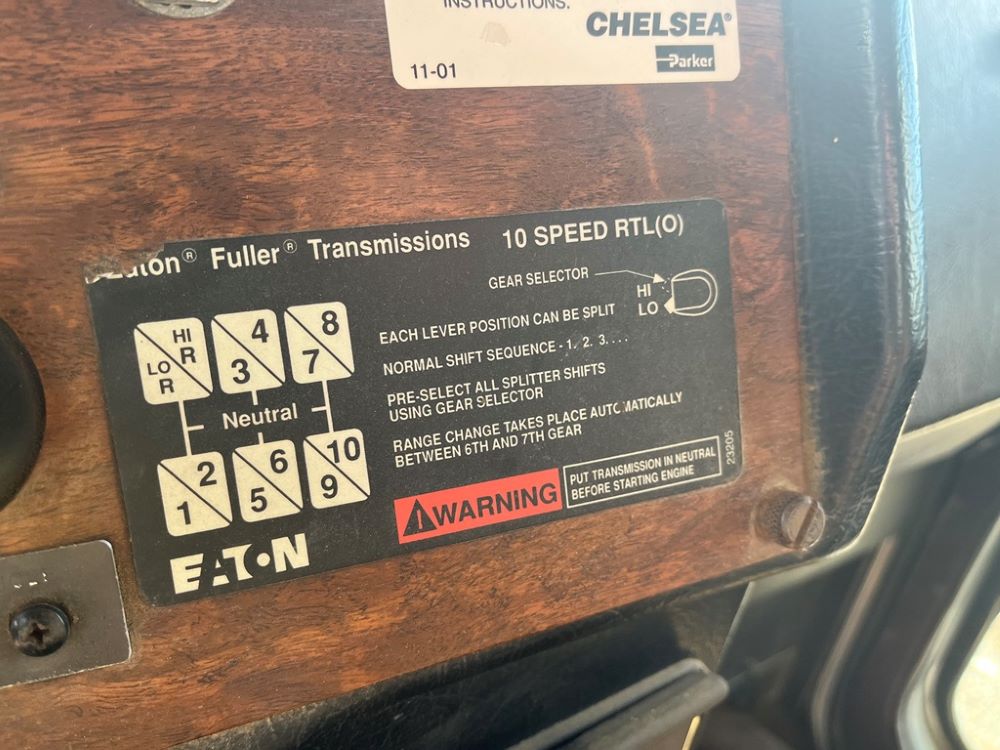 INSTRUCTIONS.
CHELSEA®
Parker
11-01
Eaton® Fuller® Transmissions 10 SPEED RTL(O)
GEAR SELECTOR
HI
LO
HI
R
LO
R
4
3
8
7
Neutral
2
1
6
5
10
9
EACH LEVER POSITION CAN BE SPLIT
NORMAL SHIFT SEQUENCE - 1. 2. 3. . . .
PRE-SELECT ALL SPLITTER SHIFTS
USING GEAR SELECTOR
RANGE CHANGE TAKES PLACE AUTOMATICALLY
BETWEEN 6TH AND 7TH GEAR
WARNING
PUT TRANSMISSION IN NEUTRAL
BEFORE STARTING ENGINE
23205
EATON